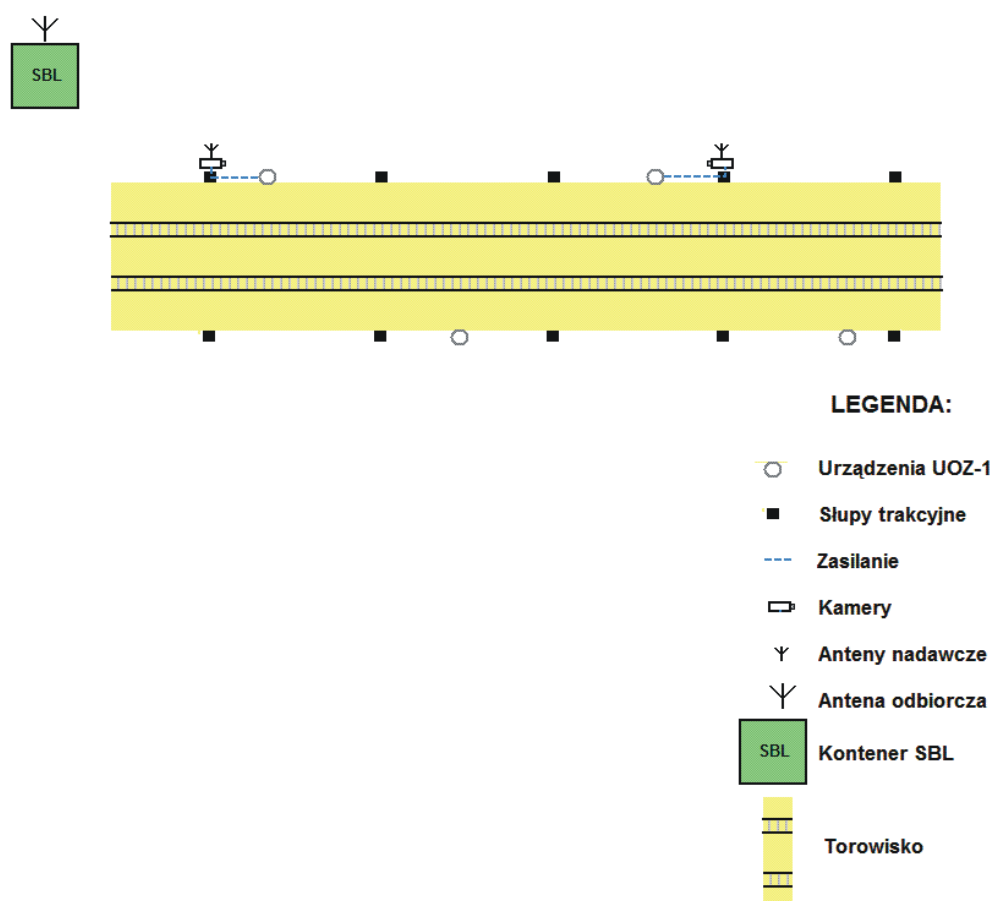 SBL
LEGENDA:
Urządzenia UOZ-1
Słupy trakcyjne
Zasilanie
Kamery
Anteny nadawcze
Antena odbiorcza
SBL
Kontener SBL
Torowisko